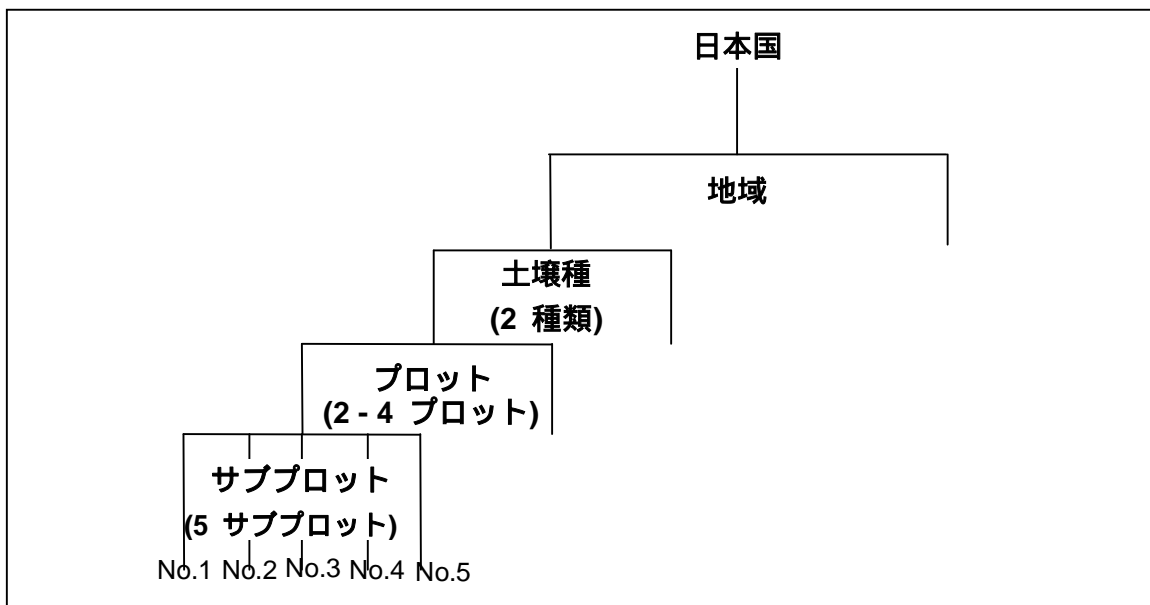 日本国
地域
土壌種
(2 種類)
プロット
(2 - 4 プロット)
サブプロット
(5 サブプロット)
No.1 No.2 No.3 No.4 No.5